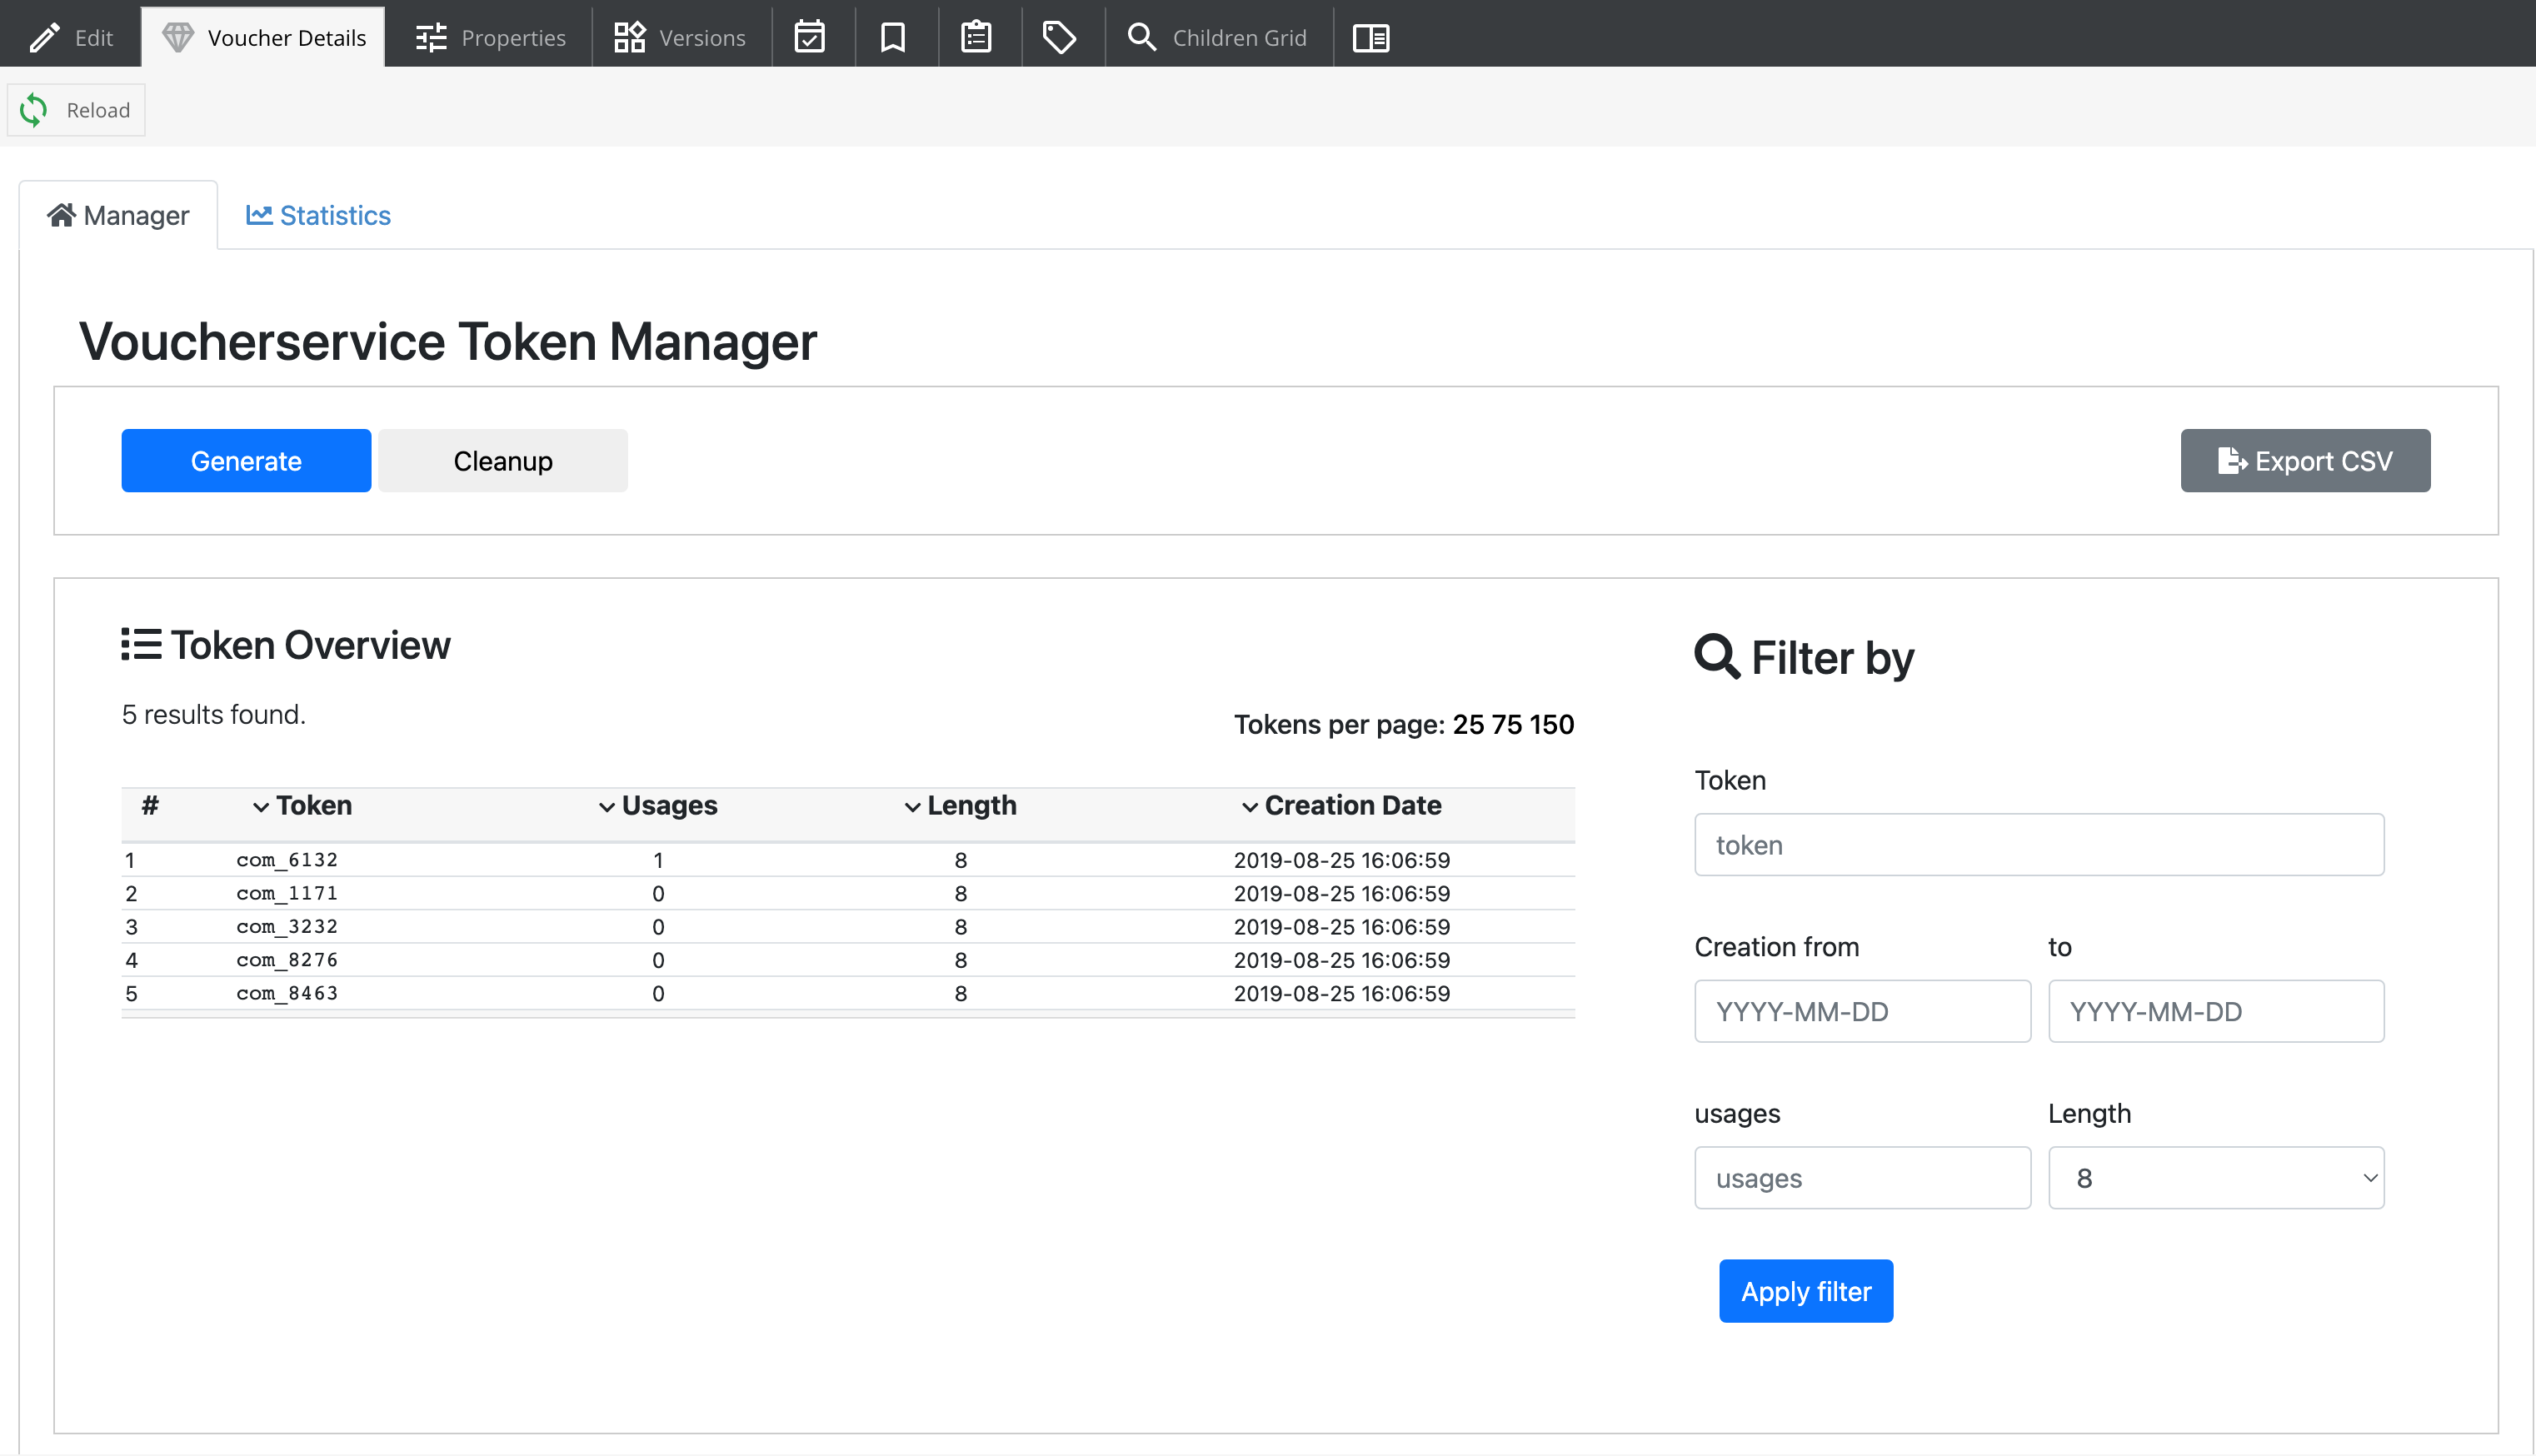 Edit Voucher Details Properties Versions Children Grid
Reload
Manager Statistics
Voucherservice Token Manager
Generate Cleanup Export CSV
Token Overview
5 results found.
Tokens per page: 25 75 150
# Token Usages Length Creation Date
1 com_6132 1 8 2019-08-25 16:06:59
2 com_1171 0 8 2019-08-25 16:06:59
3 com_3232 0 8 2019-08-25 16:06:59
4 com_8276 0 8 2019-08-25 16:06:59
5 com_8463 0 8 2019-08-25 16:06:59
Filter by
Token
token
Creation from to
YYYY-MM-DD YYYY-MM-DD
usages Length
usages 8
Apply filter